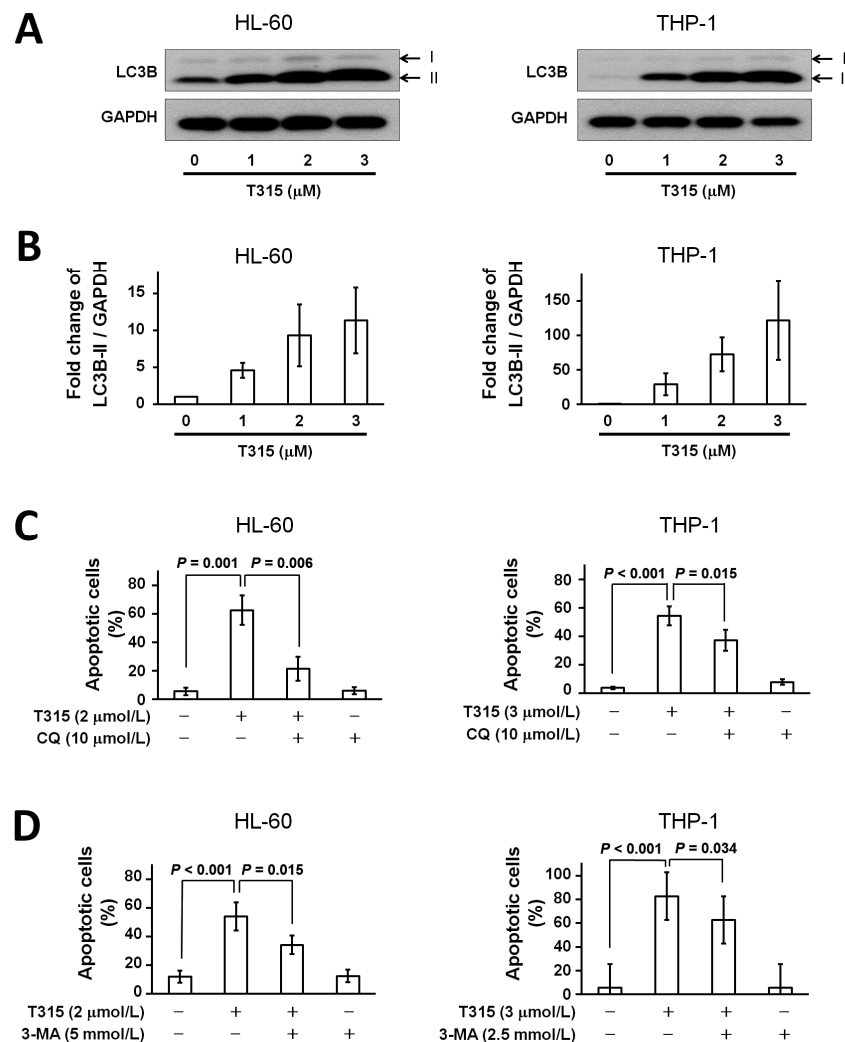 A
HL-60
THP-1
LC3B
I
II
LC3B
I
I
GAPDH
GAPDH
0 1 2 3
0 1 2 3
T315 (μM)
T315 (μM)
B
HL-60
THP-1
Fold change of
LC3B-II / GAPDH
15
10
5
0
0 1 2 3
T315 (μM)
Fold change of
LC3B-II / GAPDH
150
100
50
0
0 1 2 3
T315 (μM)
C
HL-60
P = 0.001 P = 0.006
Apoptotic cells
(%)
80
60
40
20
0
T315 (2 μmol/L) – + + –
CQ (10 μmol/L) – – + +
THP-1
P < 0.001 P = 0.015
Apoptotic cells
(%)
80
60
40
20
0
T315 (3 μmol/L) – + + –
CQ (10 μmol/L) – – + +
D
HL-60
P < 0.001 P = 0.015
Apoptotic cells
(%)
80
60
40
20
0
T315 (2 μmol/L) – + + –
3-MA (5 mmol/L) – – + +
THP-1
P < 0.001 P = 0.034
Apoptotic cells
(%)
100
80
60
40
20
0
T315 (3 μmol/L) – + + –
3-MA (2.5 mmol/L) – – + +